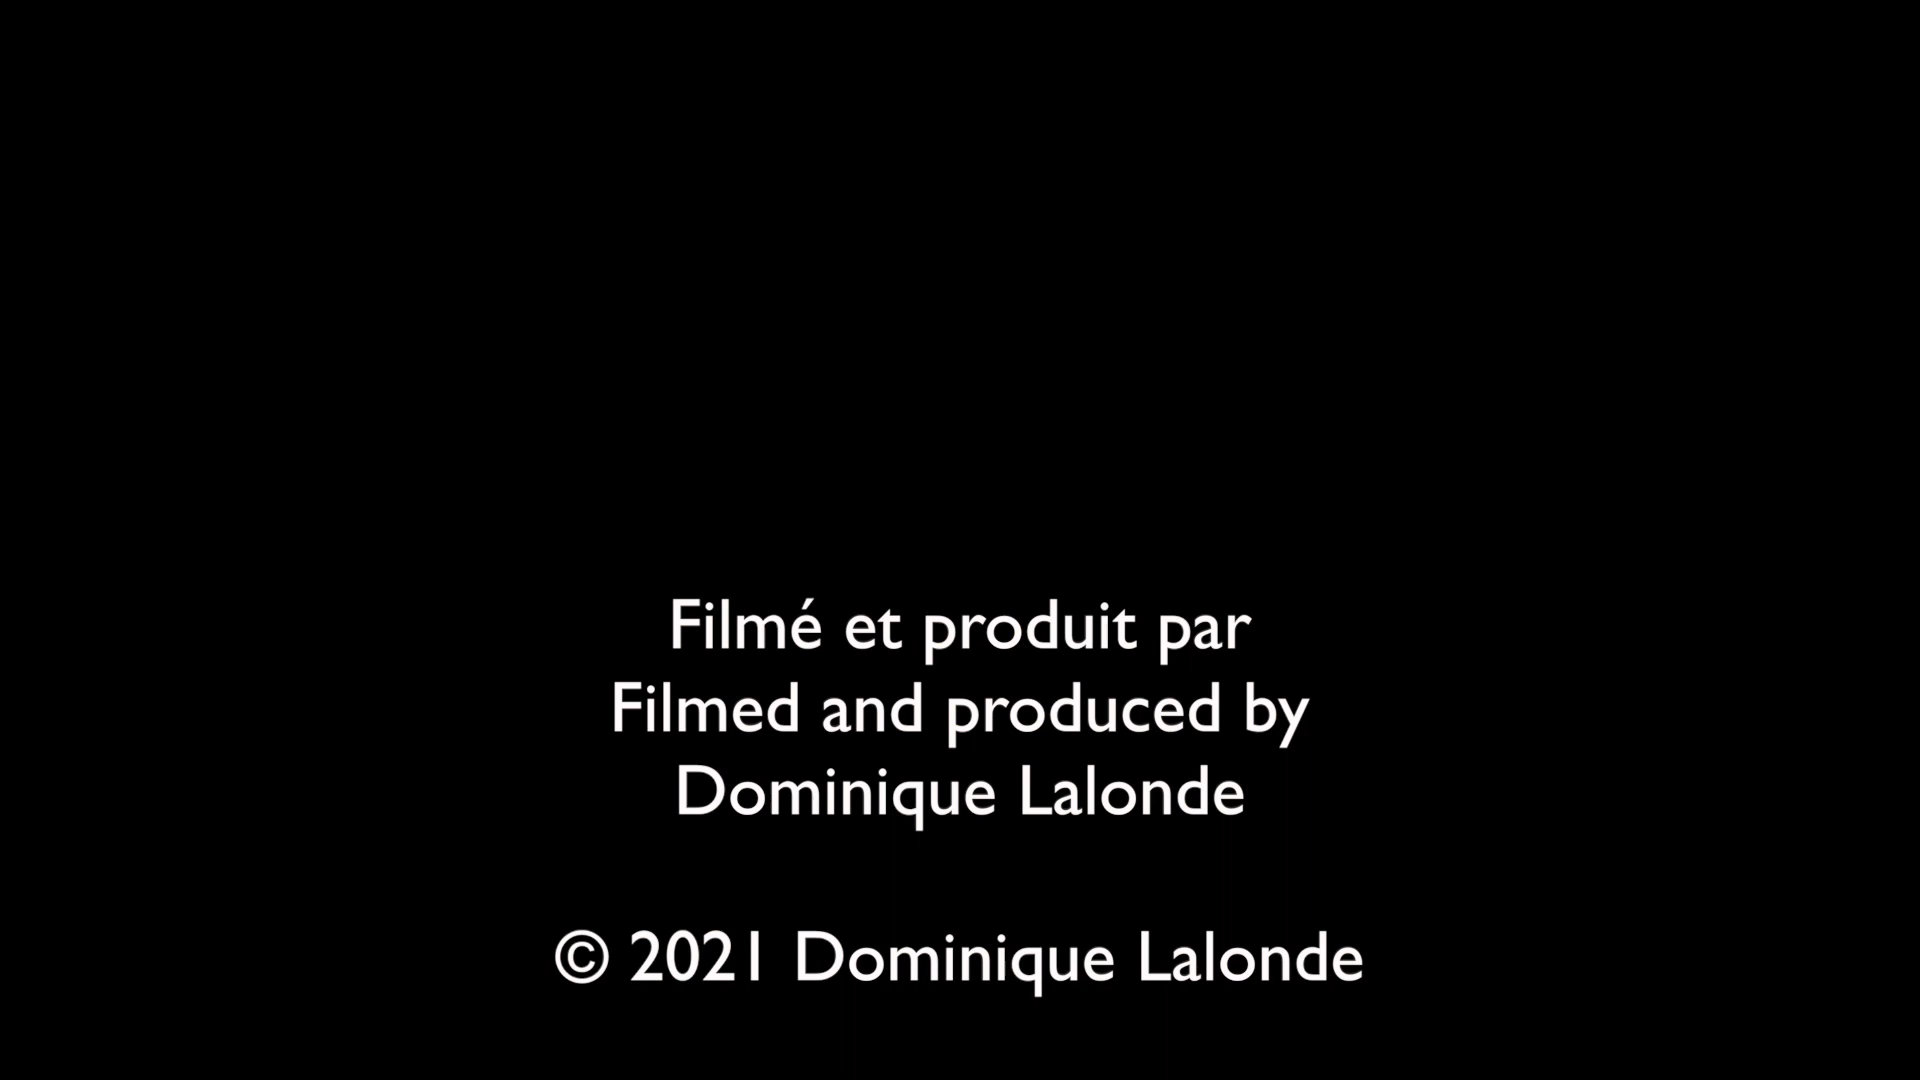 Filmé et produit par
Filmed and produced by
Dominique Lalonde
© 2021 Dominique Lalonde